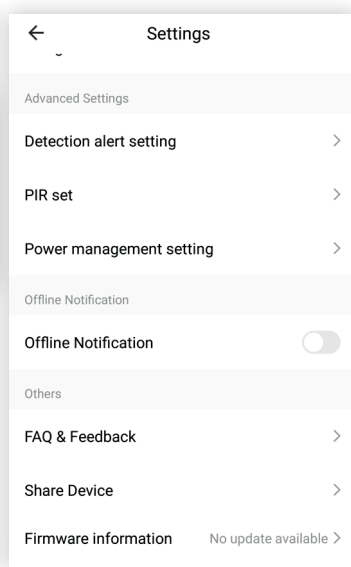 Settings
Advanced Settings
Detection alert setting
PIR set
Power management setting
Offline Notification
Offline Notification
Others
FAQ & Feedback
Share Device
Firmware information No update available